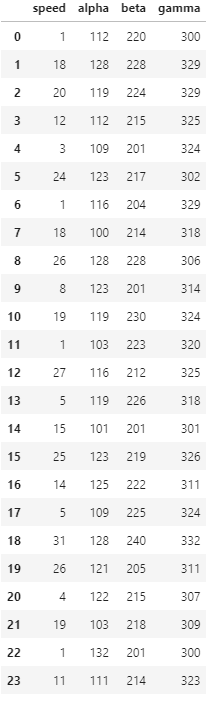 speed alpha beta gamma
0 1 112 220 300
1 18 128 228 329
2 20 119 224 329
3 12 112 215 325
4 3 109 201 324
5 24 123 217 302
6 1 116 204 329
7 18 100 214 318
8 26 128 228 306
9 8 123 201 314
10 19 119 230 324
11 1 103 223 320
12 27 116 212 325
13 5 119 226 318
14 15 101 201 301
15 25 123 219 326
16 14 125 222 311
17 5 109 225 324
18 31 128 240 332
19 26 121 205 311
20 4 122 215 307
21 19 103 218 309
22 1 132 201 300
23 11 111 214 323